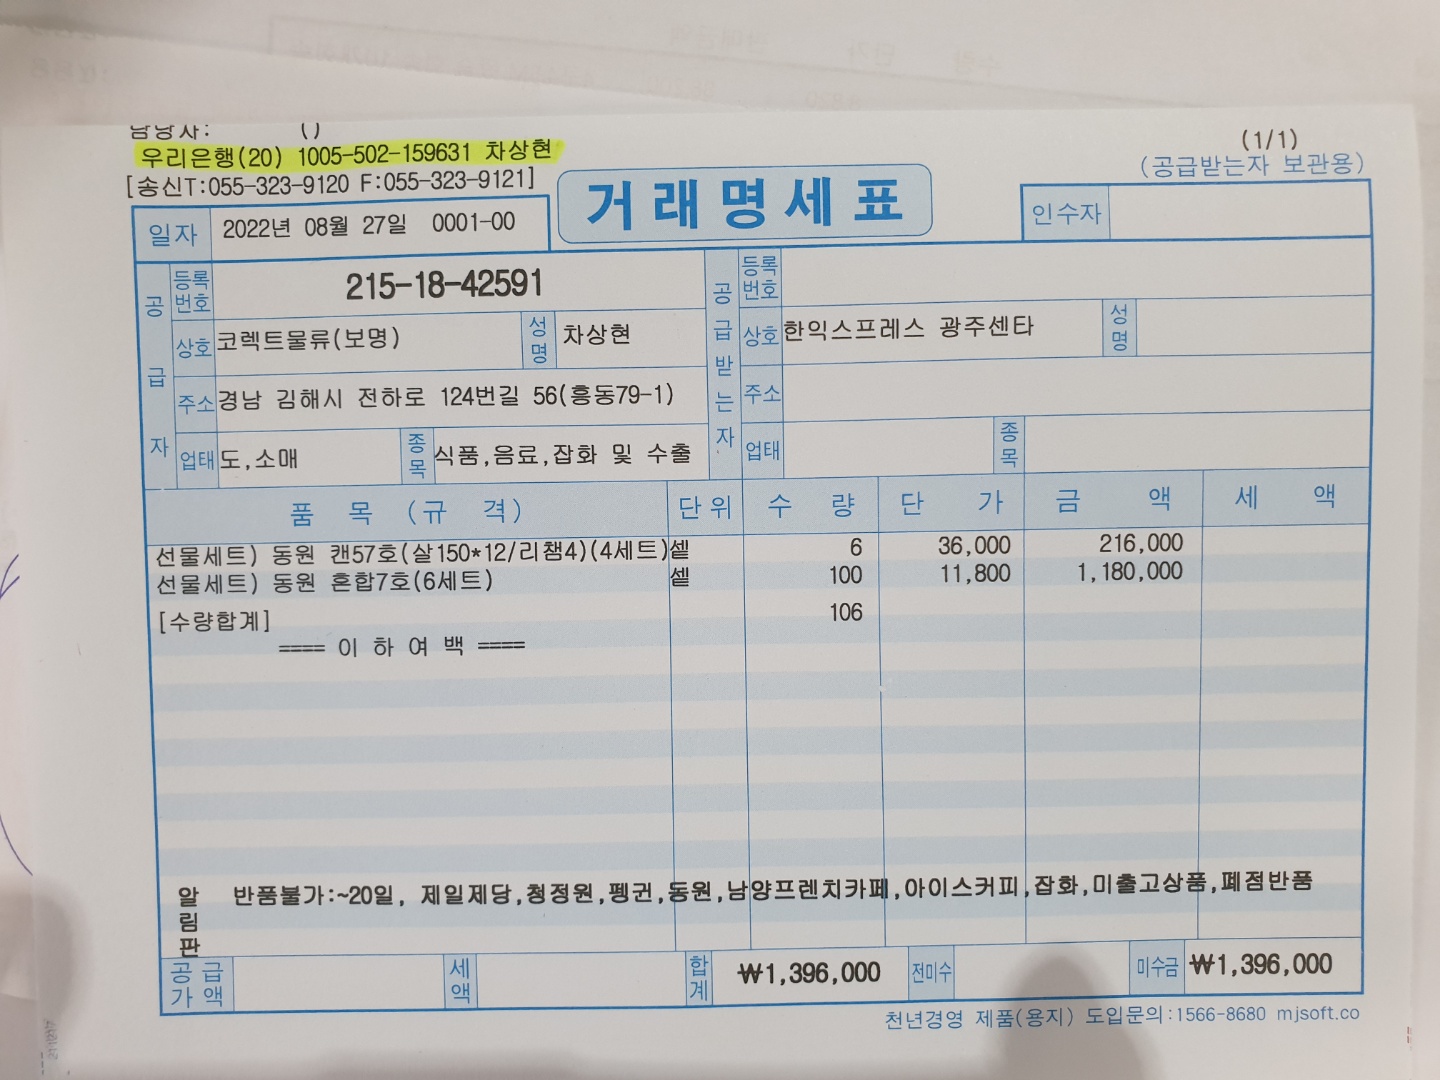 담당자: ()
우리은행(20) 1005-502-159631 차상현
[송신T:055-323-9120 F:055-323-9121]
(1/1)
(공급받는자 보관용)
거래명세표
일자 2022년 08월 27일 0001-00
인수자
공급자
등록번호 215-18-42591
상호 코렉트물류(보명) 성명 차상현
주소 경남 김해시 전하로 124번길 56(흥동79-1)
업태 도,소매 종목 식품,음료,잡화 및 수출
공급받는자
등록번호
상호 한익스프레스 광주센타 성명
주소
업태 종목
품 목 (규 격) 단위 수 량 단 가 금 액 세 액
선물세트) 동원 캔57호(살150*12/리챔4)(4세트) 셑 6 36,000 216,000
선물세트) 동원 혼합7호(6세트) 셑 100 11,800 1,180,000
[수량합계] 106
==== 이 하 여 백 ====
알림판 반품불가:~20일, 제일제당,청정원,펭귄,동원,남양프렌치카페,아이스커피,잡화,미출고상품,폐점반품
공급가액 세액 합계 ₩1,396,000 전미수 미수금 ₩1,396,000
천년경영 제품(용지) 도입문의:1566-8680 mjsoft.co